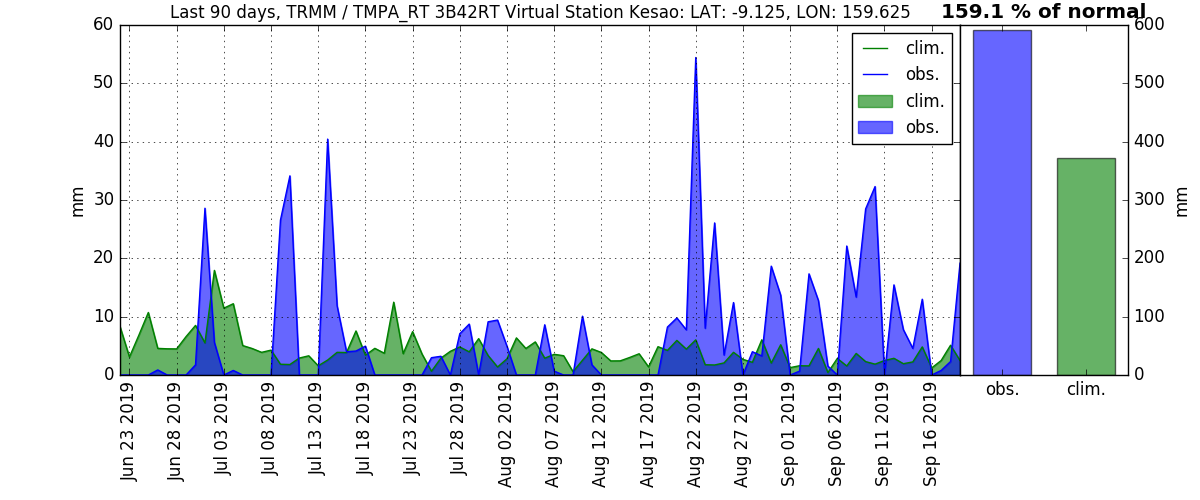 Last 90 days, TRMM / TMPA_RT 3B42RT Virtual Station Kesao: LAT: -9.125, LON: 159.625
159.1 % of normal
60
50
40
30
20
10
0
mm
clim.
obs.
clim.
obs.
600
500
400
300
200
100
0
mm
Jun 23 2019
Jun 28 2019
Jul 03 2019
Jul 08 2019
Jul 13 2019
Jul 18 2019
Jul 23 2019
Jul 28 2019
Aug 02 2019
Aug 07 2019
Aug 12 2019
Aug 17 2019
Aug 22 2019
Aug 27 2019
Sep 01 2019
Sep 06 2019
Sep 11 2019
Sep 16 2019
obs.
clim.